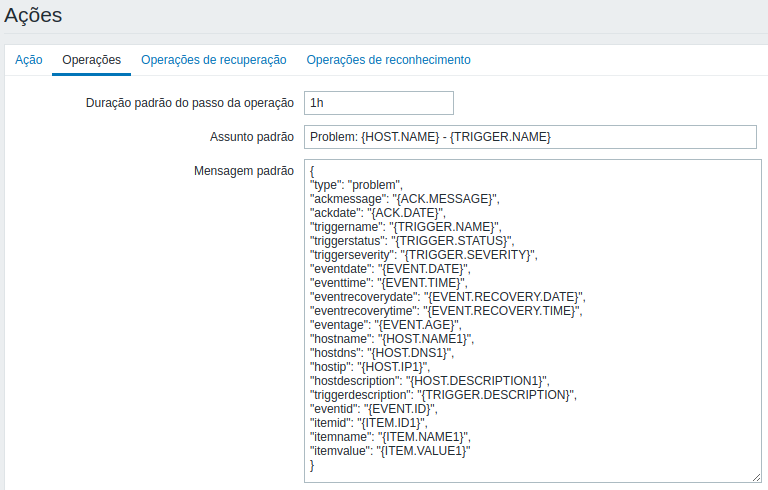 Ações
Ação Operações Operações de recuperação Operações de reconhecimento
Duração padrão do passo da operação 1h
Assunto padrão Problem: {HOST.NAME} - {TRIGGER.NAME}
Mensagem padrão {
"type": "problem",
"ackmessage": "{ACK.MESSAGE}",
"ackdate": "{ACK.DATE}",
"triggername": "{TRIGGER.NAME}",
"triggerstatus": "{TRIGGER.STATUS}",
"triggerseverity": "{TRIGGER.SEVERITY}",
"eventdate": "{EVENT.DATE}",
"eventtime": "{EVENT.TIME}",
"eventrecoverydate": "{EVENT.RECOVERY.DATE}",
"eventrecoverytime": "{EVENT.RECOVERY.TIME}",
"eventage": "{EVENT.AGE}",
"hostname": "{HOST.NAME1}",
"hostdns": "{HOST.DNS1}",
"hostip": "{HOST.IP1}",
"hostdescription": "{HOST.DESCRIPTION1}",
"triggerdescription": "{TRIGGER.DESCRIPTION}",
"eventid": "{EVENT.ID}",
"itemid": "{ITEM.ID1}",
"itemname": "{ITEM.NAME1}",
"itemvalue": "{ITEM.VALUE1}"
}